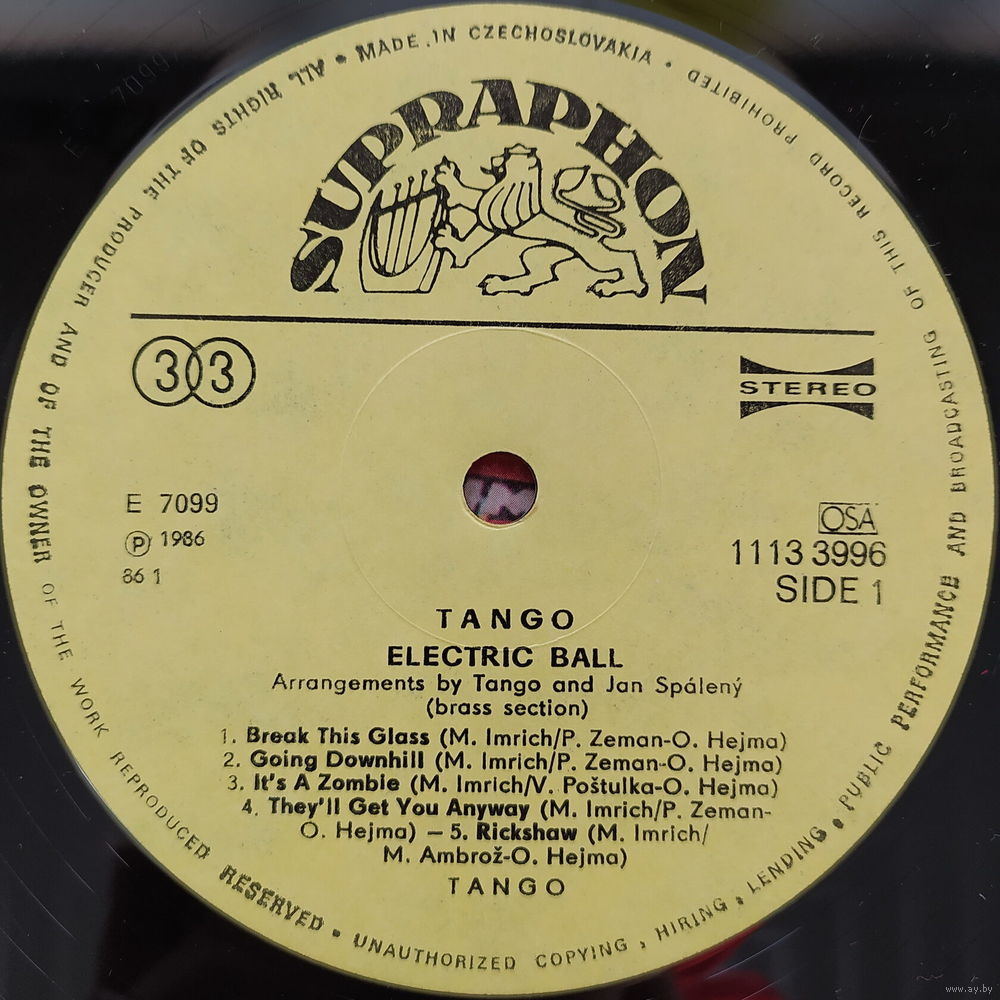 MADE IN CZECHOSLOVAKIA • ALL RIGHTS OF THE PRODUCER AND OF THE OWNER OF THE WORK REPRODUCED RESERVED • UNAUTHORIZED COPYING, HIRING, LENDING, PUBLIC PERFORMANCE AND BROADCASTING OF THIS RECORD PROHIBITED •
SUPRAPHON
33
STEREO
E 7099
Ⓟ 1986
86 1
OSA
1113 3996
SIDE 1
TANGO
ELECTRIC BALL
Arrangements by Tango and Jan Spálený
(brass section)
1. Break This Glass (M. Imrich/P. Zeman-O. Hejma)
2. Going Downhill (M. Imrich/P. Zeman-O. Hejma)
3. It's A Zombie (M. Imrich/V. Poštulka-O. Hejma)
4. They'll Get You Anyway (M. Imrich/P. Zeman-
O. Hejma) – 5. Rickshaw (M. Imrich/
M. Ambrož-O. Hejma)
TANGO
www.ay.by